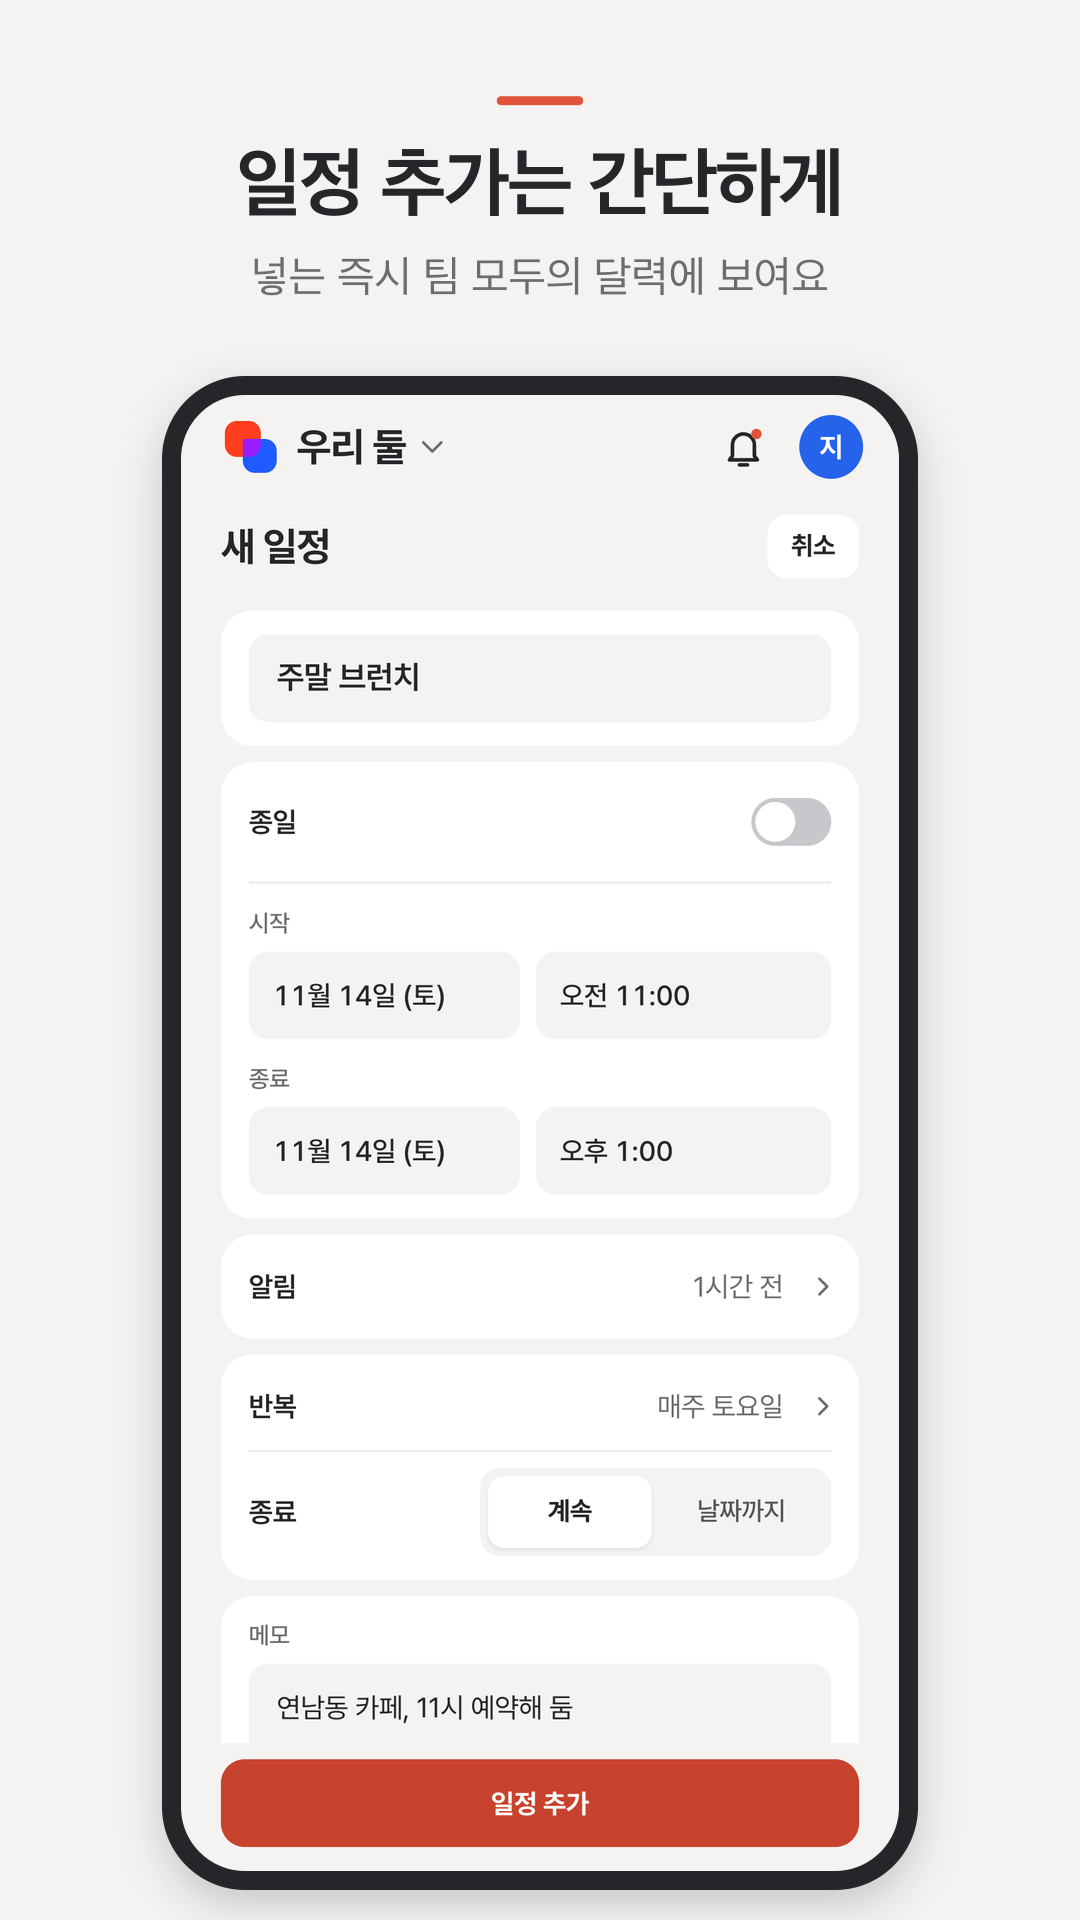 일정 추가는 간단하게
넣는 즉시 팀 모두의 달력에 보여요
우리 둘
지
새 일정
취소
주말 브런치
종일
시작
11월 14일 (토) 오전 11:00
종료
11월 14일 (토) 오후 1:00
알림 1시간 전
반복 매주 토요일
종료 계속 날짜까지
메모
연남동 카페, 11시 예약해 둠
일정 추가